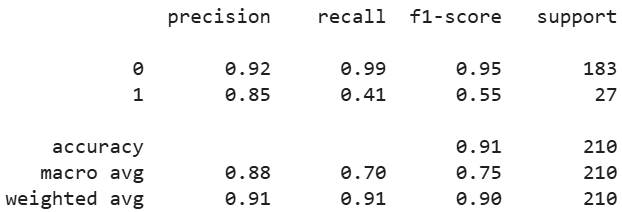 precision recall f1-score support
0 0.92 0.99 0.95 183
1 0.85 0.41 0.55 27
accuracy 0.91 210
macro avg 0.88 0.70 0.75 210
weighted avg 0.91 0.91 0.90 210